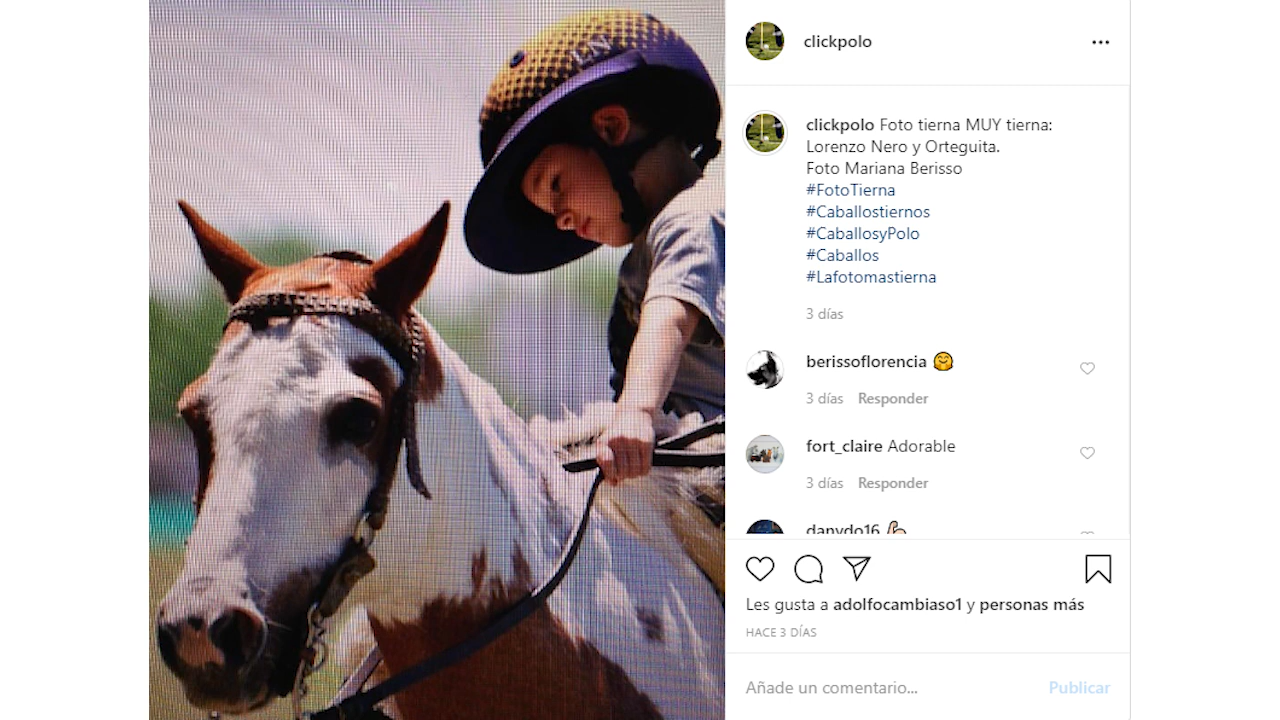 LN
clickpolo
clickpolo Foto tierna MUY tierna:
Lorenzo Nero y Orteguita.
Foto Mariana Berisso
#FotoTierna
#Caballostiernos
#CaballosyPolo
#Caballos
#Lafotomastierna
3 días
berissoflorencia 🤗
3 días Responder
fort_claire Adorable
3 días Responder
danydo16 💪
Les gusta a adolfocambiaso1 y personas más
HACE 3 DÍAS
Añade un comentario...
Publicar